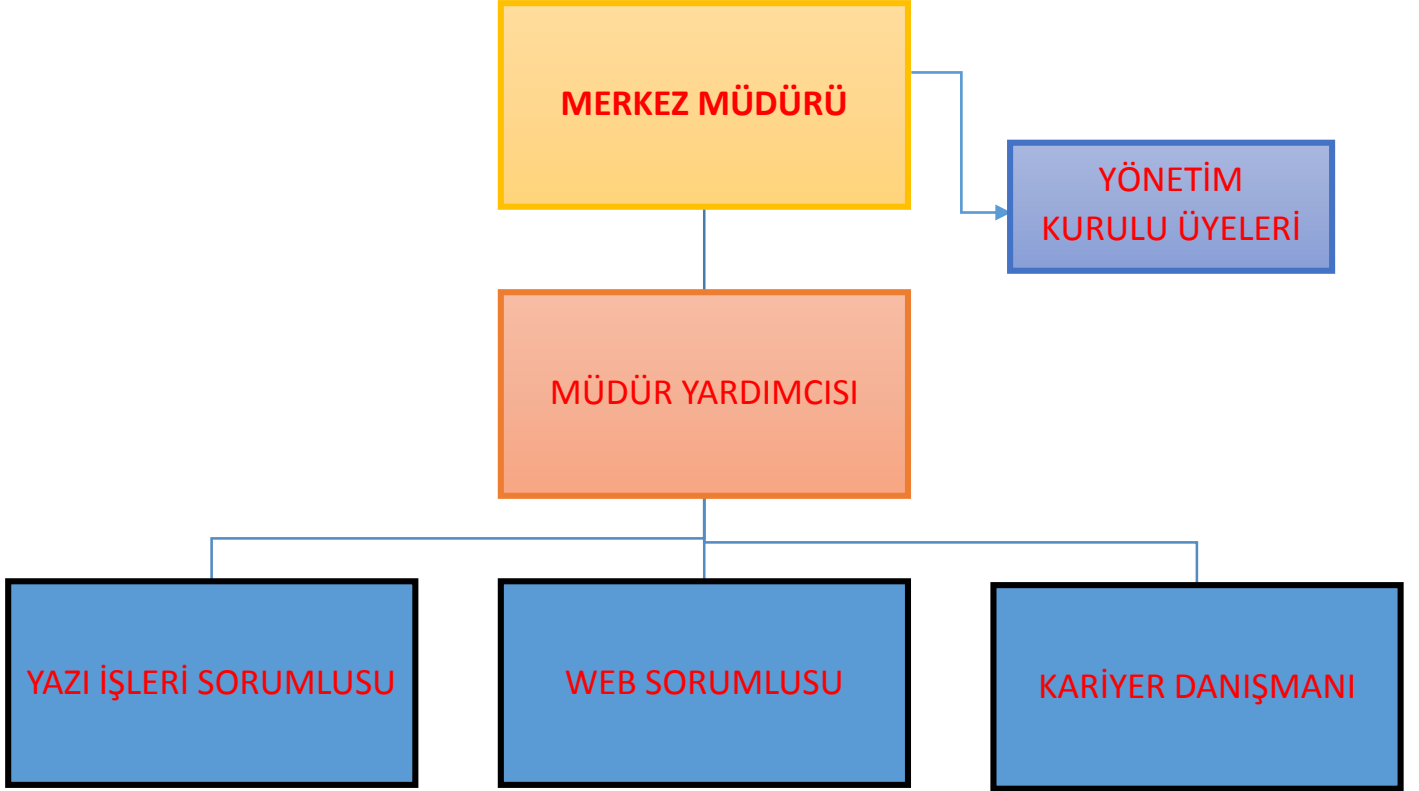 MERKEZ MÜDÜRÜ
YÖNETİM
KURULU ÜYELERİ
MÜDÜR YARDIMCISI
YAZI İŞLERİ SORUMLUSU
WEB SORUMLUSU
KARİYER DANIŞMANI